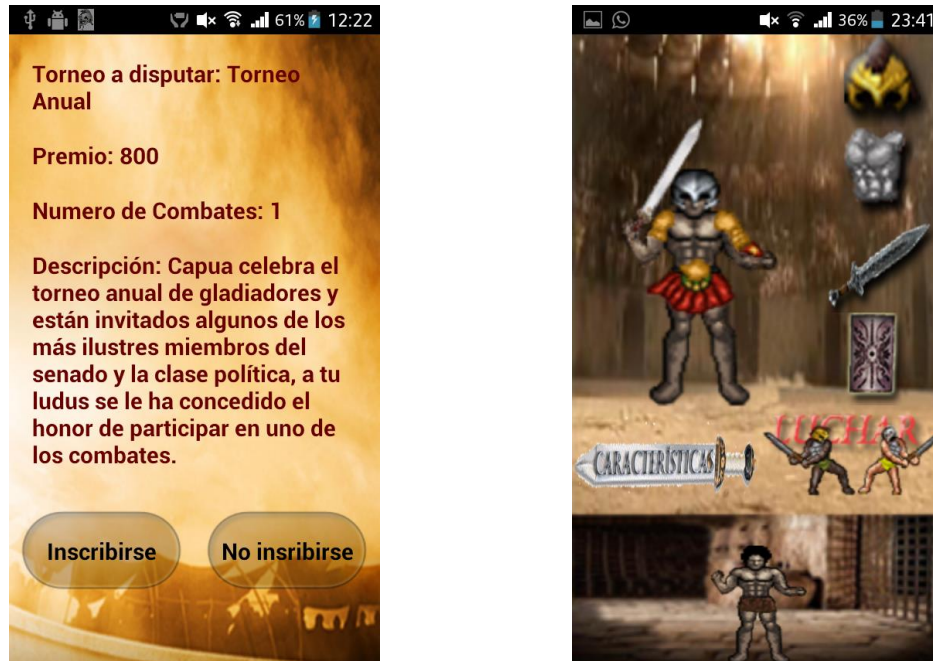 61% 12:22
Torneo a disputar: Torneo
Anual
Premio: 800
Numero de Combates: 1
Descripción: Capua celebra el
torneo anual de gladiadores y
están invitados algunos de los
más ilustres miembros del
senado y la clase política, a tu
ludus se le ha concedido el
honor de participar en uno de
los combates.
Inscribirse
No insribirse
36% 23:41
LUCHAR
CARACTERÍSTICAS